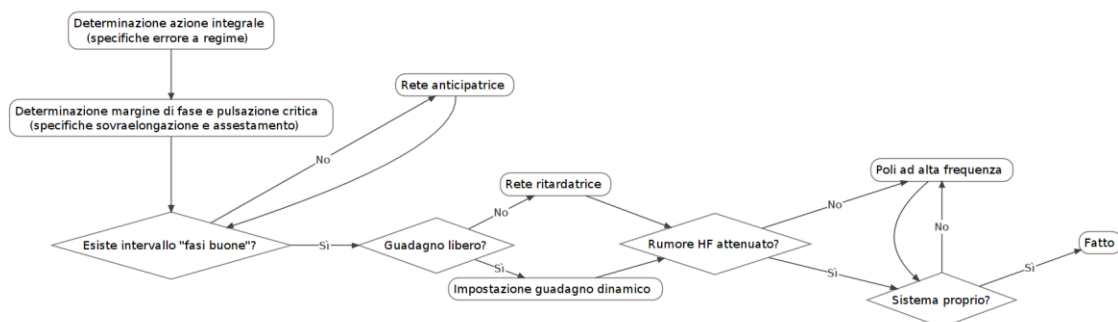 Determinazione azione integrale
(specifiche errore a regime)
Determinazione margine di fase e pulsazione critica
(specifiche sovraelongazione e assestamento)
Rete anticipatrice
No
Esiste intervallo "fasi buone"?
Sì
Guadagno libero?
No
Rete ritardatrice
Sì
Impostazione guadagno dinamico
Rumore HF attenuato?
No
Poli ad alta frequenza
Sì
No
Sistema proprio?
Sì
Fatto